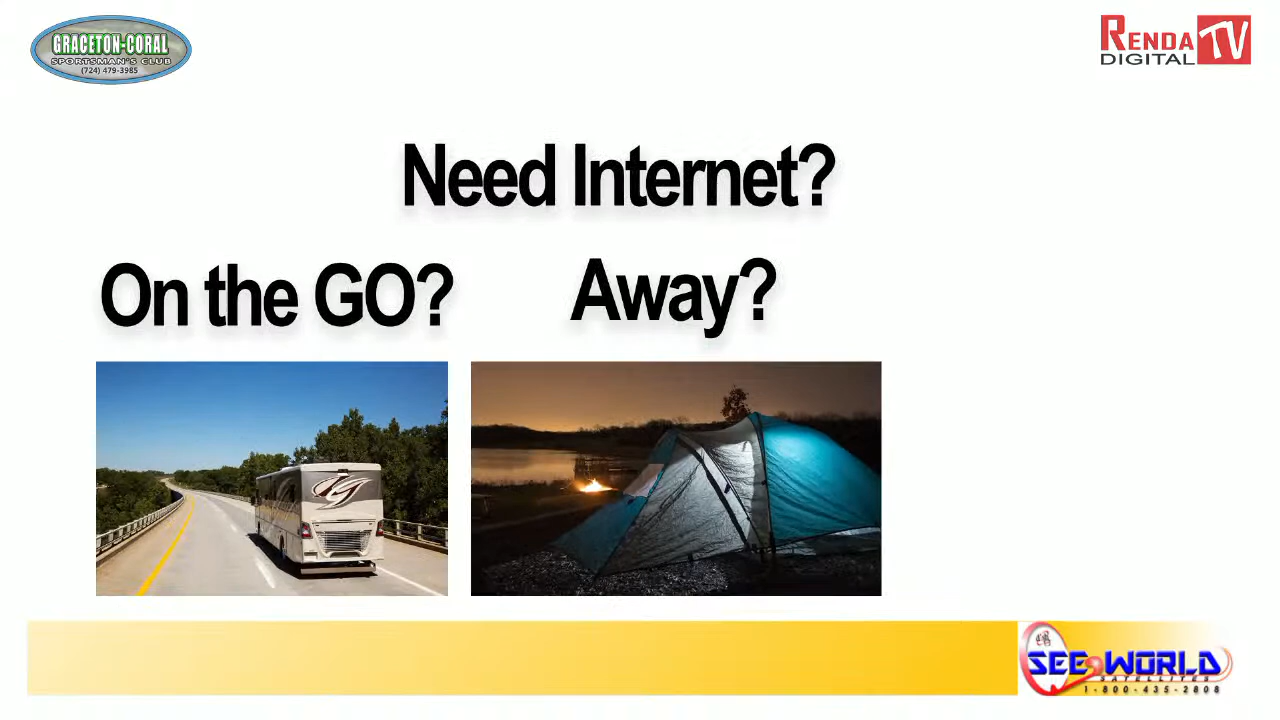 GRACETON-CORAL
SPORTSMAN'S CLUB
(724) 479-3985
RENDA TV
DIGITAL
Need Internet?
On the GO?
Away?
SEE WORLD
SATELLITES
1-800-435-2808